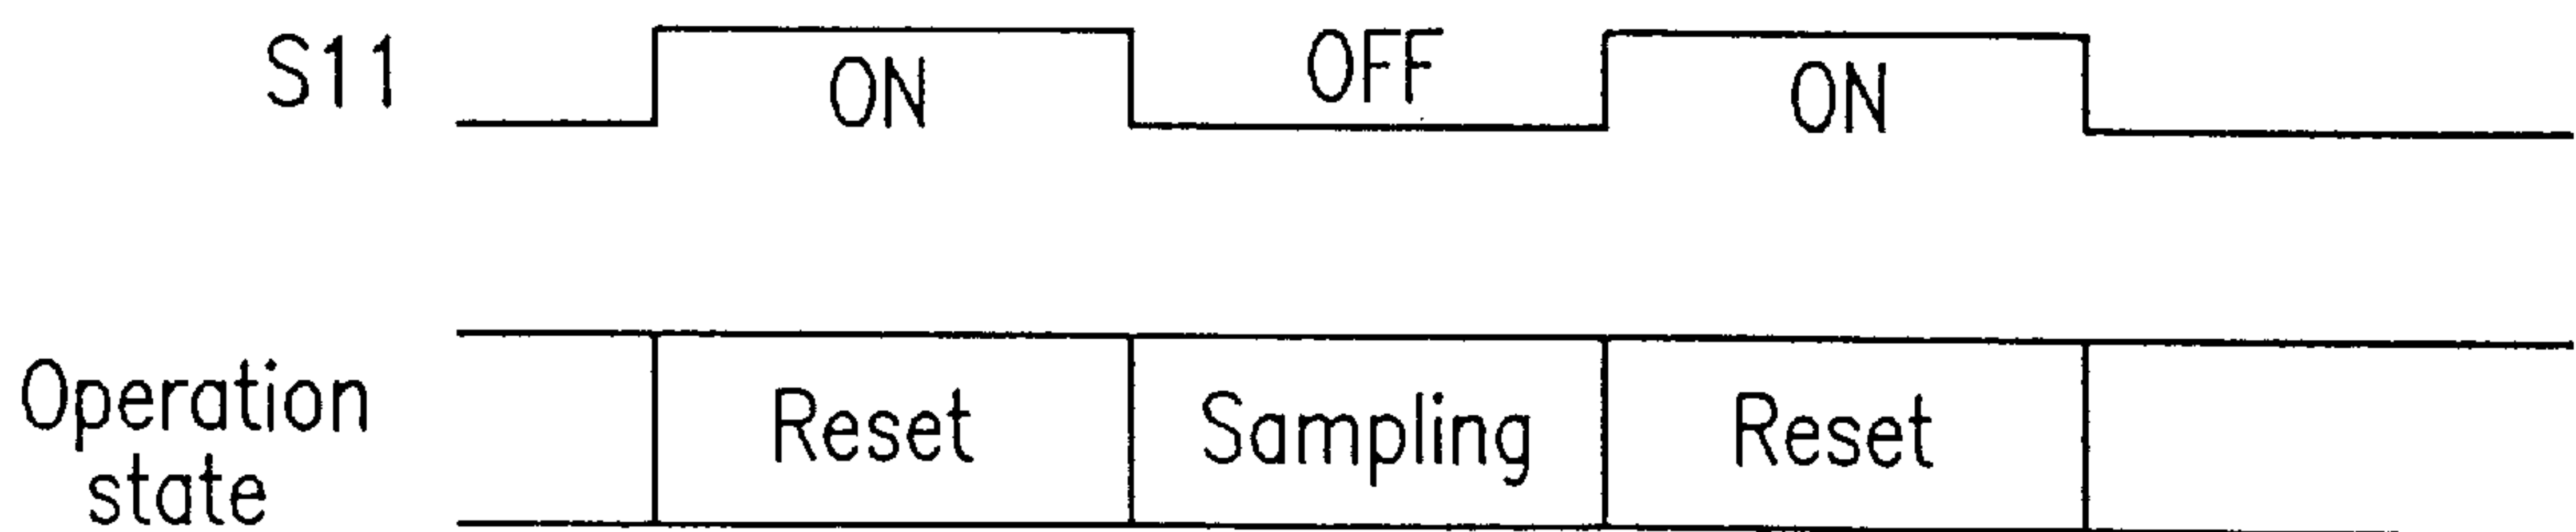 S11 ON OFF ON
Operation
state
Reset Sampling Reset